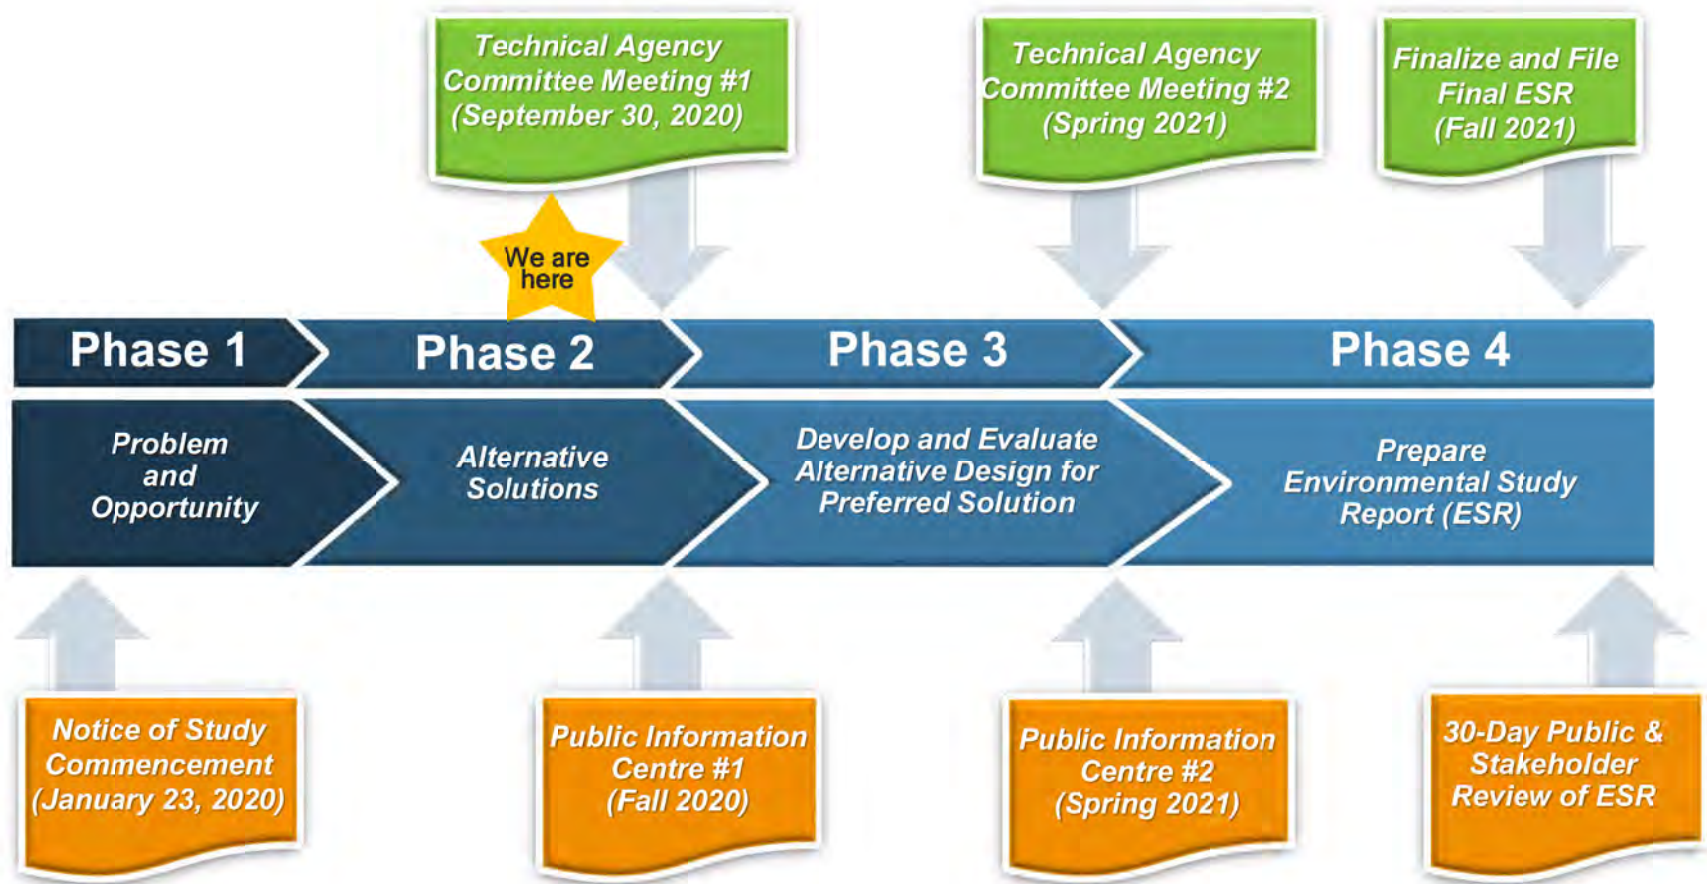 Technical Agency
Committee Meeting #1
(September 30, 2020)
Technical Agency
Committee Meeting #2
(Spring 2021)
Finalize and File
Final ESR
(Fall 2021)
We are
here
Phase 1
Phase 2
Phase 3
Phase 4
Problem
and
Opportunity
Alternative
Solutions
Develop and Evaluate
Alternative Design for
Preferred Solution
Prepare
Environmental Study
Report (ESR)
Notice of Study
Commencement
(January 23, 2020)
Public Information
Centre #1
(Fall 2020)
Public Information
Centre #2
(Spring 2021)
30-Day Public &
Stakeholder
Review of ESR